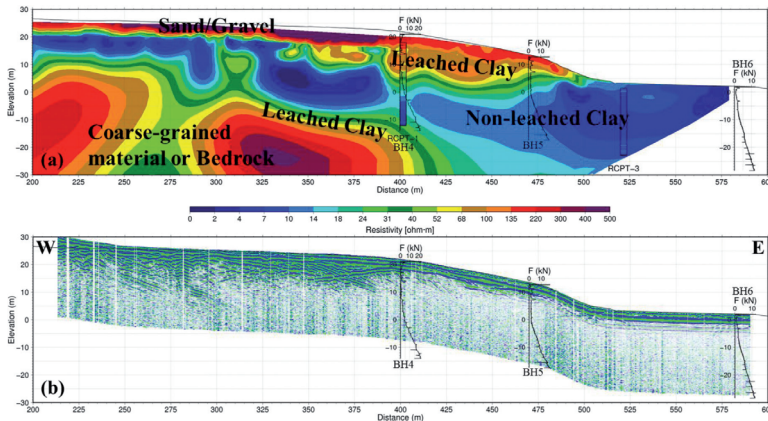 30
20
10
0
-10
-20
-30
Elevation (m)
Sand/Gravel
F (kN)
0 10 20
F (kN)
0 10
BH6
F (kN)
0 10
Leached Clay
Leached Clay
Non-leached Clay
Coarse-grained
material or Bedrock
(a)
RCPT-1
BH4
BH5
RCPT-3
200 225 250 275 300 325 350 375 400 425 450 475 500 525 550 575
Distance (m)
0 2 4 7 10 14 18 23 31 40 52 68 100 135 200 300 400 500
Resistivity [ohm-m]
30
20
10
0
-10
-20
-30
Elevation (m)
W
E
F (kN)
0 10 20
F (kN)
0 10
BH6
F (kN)
0 10
BH4
BH5
(b)
200 225 250 275 300 325 350 375 400 425 450 475 500 525 550 575
Distance (m)